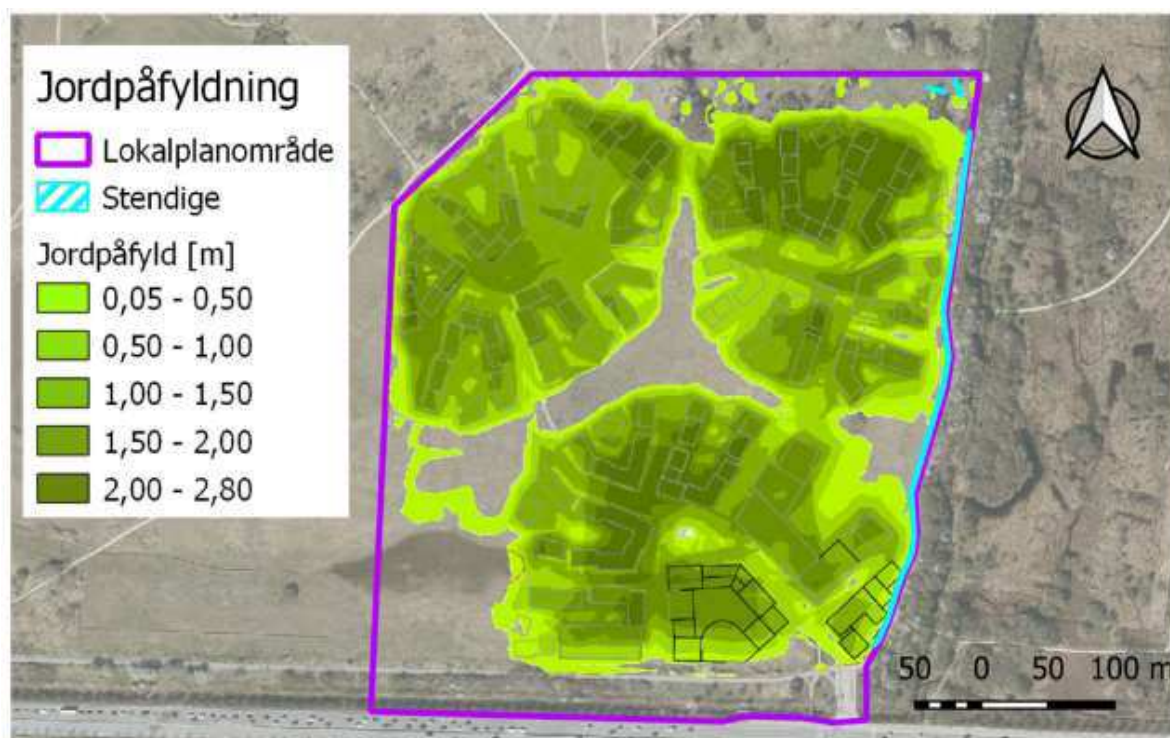 Jordpåfyldning
Lokalplanområde
Stendige
Jordpåfyld [m]
0,05 - 0,50
0,50 - 1,00
1,00 - 1,50
1,50 - 2,00
2,00 - 2,80
50 0 50 100 m